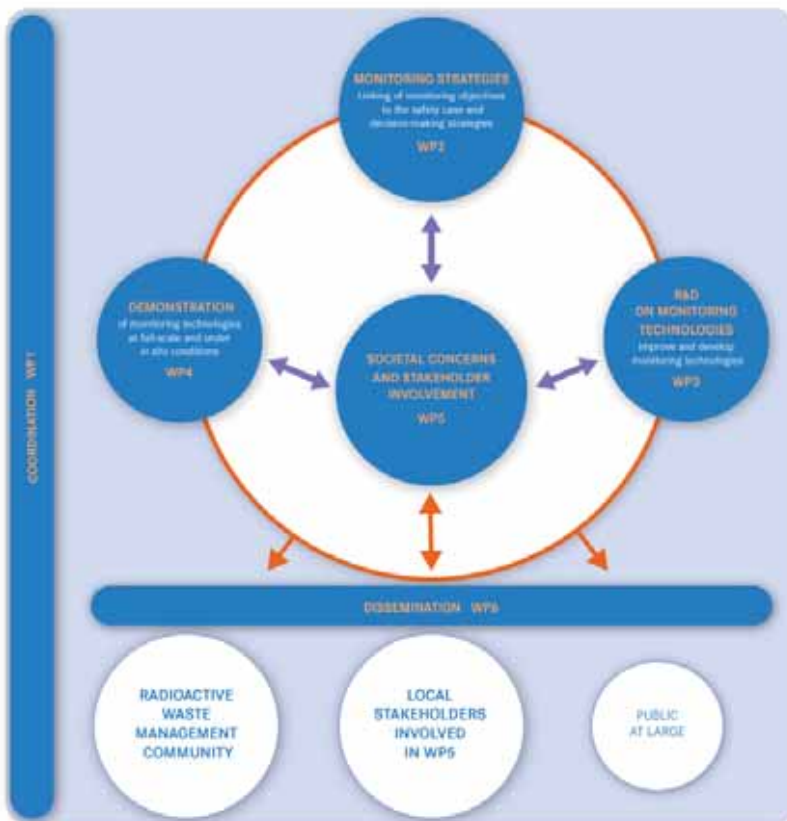 MONITORING STRATEGIES
Linking of monitoring objectives
to the safety case and
decision-making strategies
WP2
DEMONSTRATION
of monitoring technologies
at full-scale and under
in situ conditions
WP4
R&D
ON MONITORING
TECHNOLOGIES
improve and develop
monitoring technologies
WP3
SOCIETAL CONCERNS
AND STAKEHOLDER
INVOLVEMENT
WP5
COORDINATION WP1
DISSEMINATION WP6
RADIOACTIVE
WASTE
MANAGEMENT
COMMUNITY
LOCAL
STAKEHOLDERS
INVOLVED
IN WP5
PUBLIC
AT LARGE